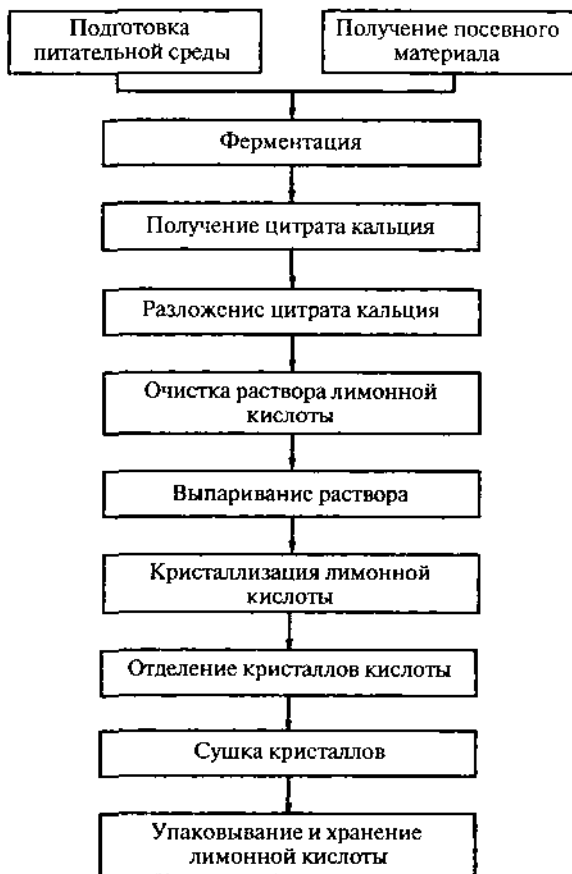 Подготовка
питательной среды
Получение посевного
материала
Ферментация
Получение цитрата кальция
Разложение цитрата кальция
Очистка раствора лимонной
кислоты
Выпаривание раствора
Кристаллизация лимонной
кислоты
Отделение кристаллов кислоты
Сушка кристаллов
Упаковывание и хранение
лимонной кислоты